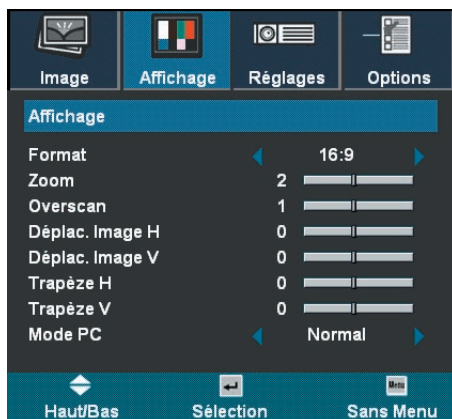 Image Affichage Réglages Options
Affichage
Format 16:9
Zoom 2
Overscan 1
Déplac. Image H 0
Déplac. Image V 0
Trapèze H 0
Trapèze V 0
Mode PC Normal
Menu
Haut/Bas Sélection Sans Menu